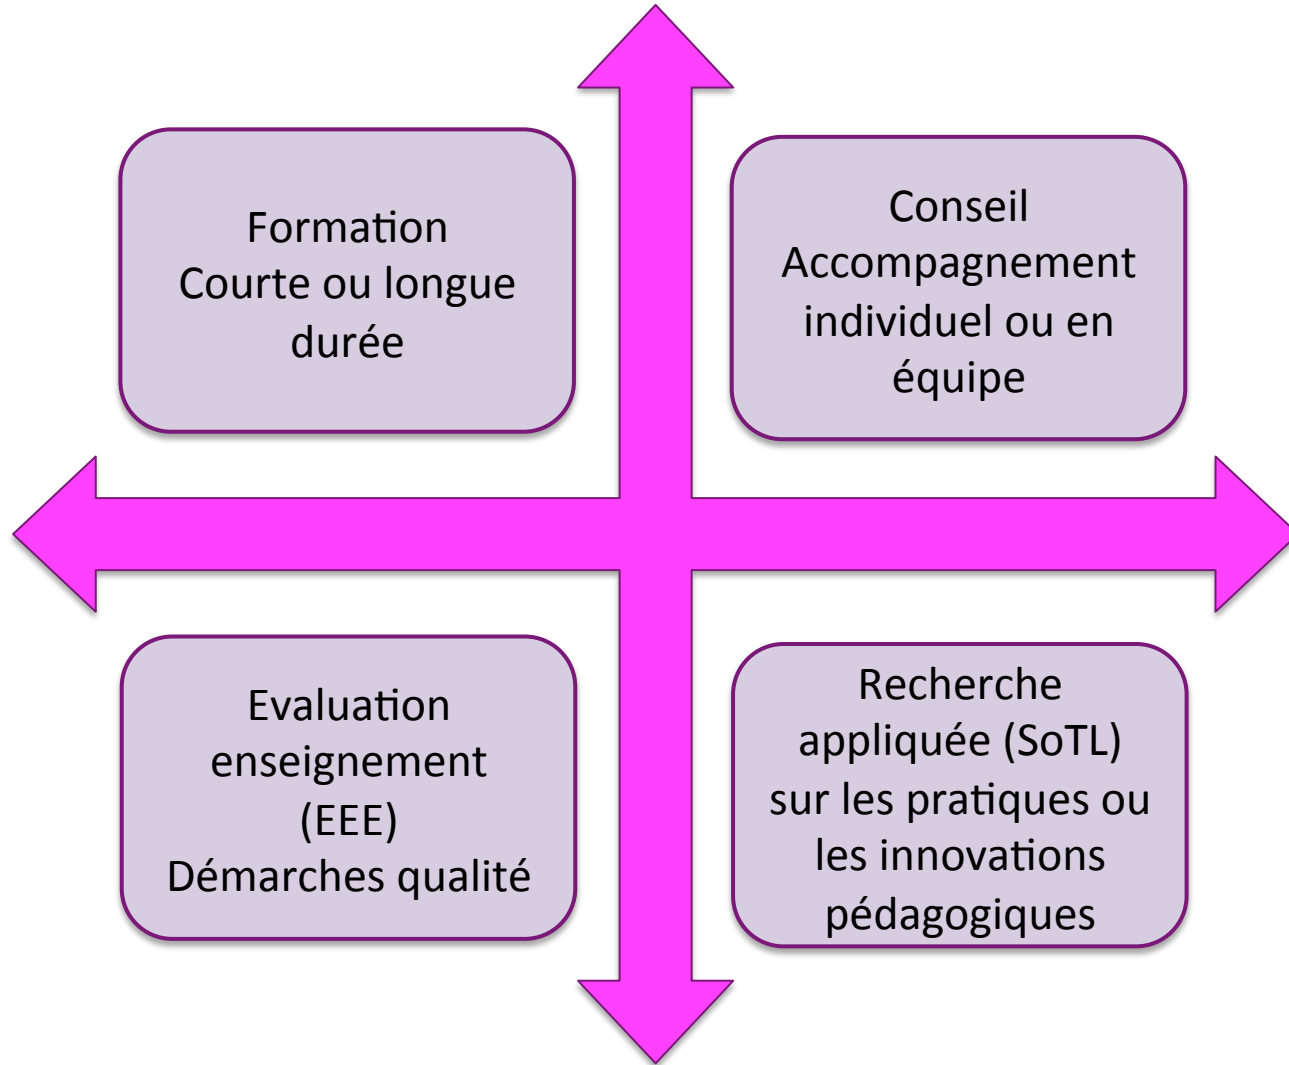 Formation
Courte ou longue
durée
Conseil
Accompagnement
individuel ou en
équipe
Evaluation
enseignement
(EEE)
Démarches qualité
Recherche
appliquée (SoTL)
sur les pratiques ou
les innovations
pédagogiques